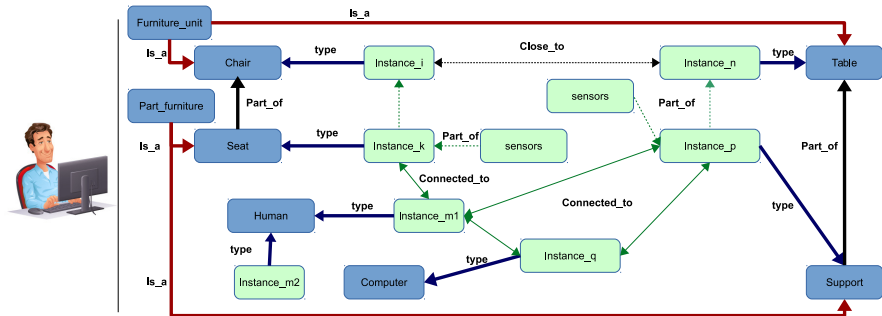 Is_a
Furniture_unit
Close_to
Is_a
type
type
Chair
Instance_i
Instance_n
Table
Part_furniture
Part_of
sensors
Part_of
Is_a
type
Part_of
Part_of
Seat
Instance_k
sensors
Instance_p
Connected_to
Connected_to
Human
type
Instance_m1
type
type
type
Instance_q
Is_a
Instance_m2
Computer
Support